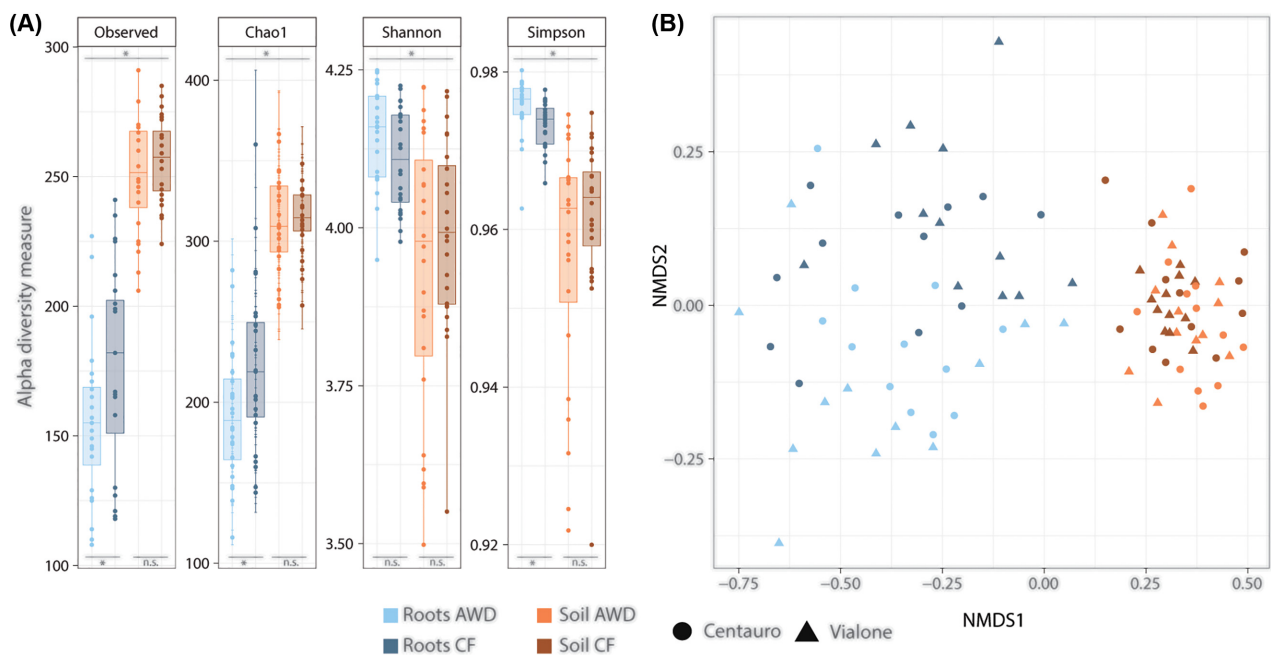 (A)
Observed
Chao1
Shannon
Simpson
*
*
*
*
300
250
200
150
100
400
300
200
100
4.25
4.00
3.75
3.50
0.98
0.96
0.94
0.92
Alpha diversity measure
*
n.s.
*
n.s.
n.s.
n.s.
*
n.s.
Roots AWD
Soil AWD
Roots CF
Soil CF
(B)
NMDS2
0.25
0.00
−0.25
−0.75
−0.50
−0.25
0.00
0.25
0.50
NMDS1
Centauro
Vialone